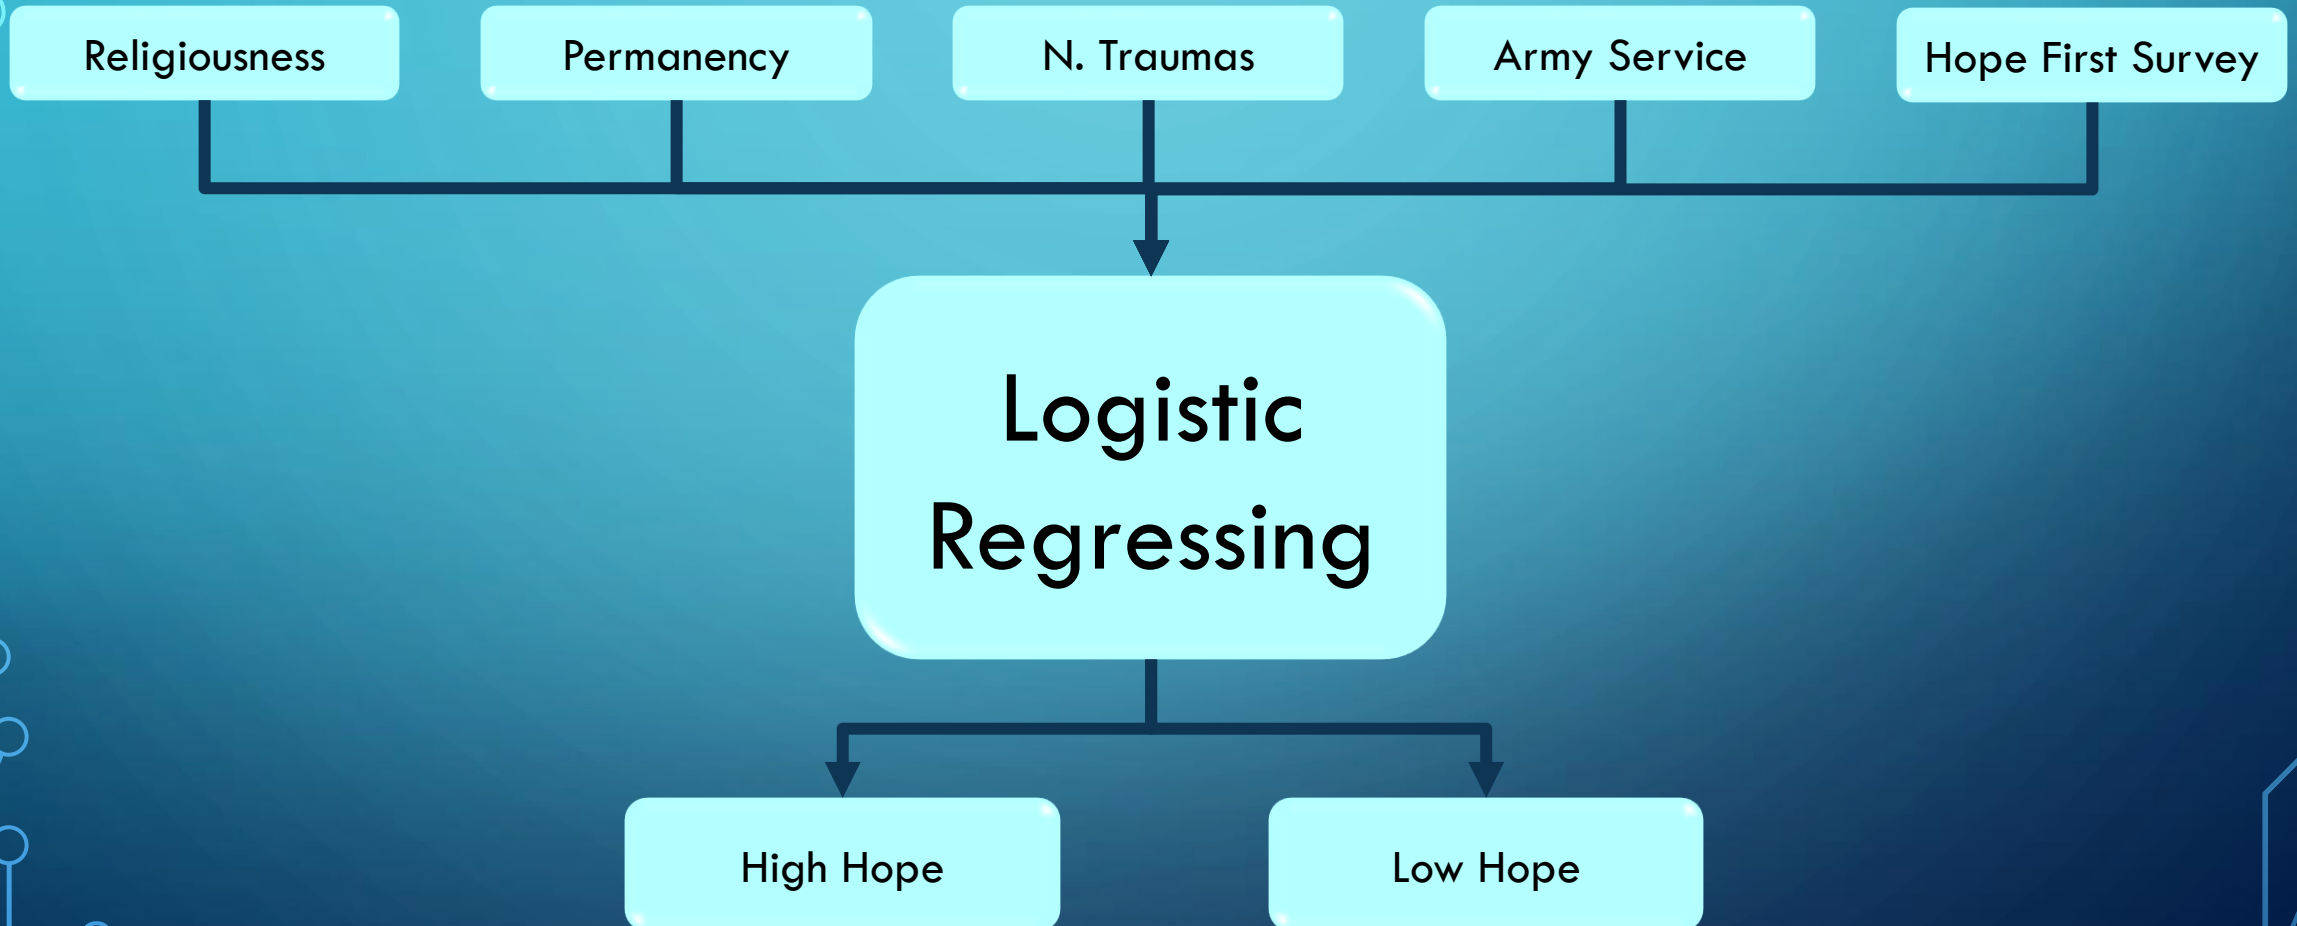 Religiousness
Permanency
N. Traumas
Army Service
Hope First Survey
Logistic
Regressing
High Hope
Low Hope